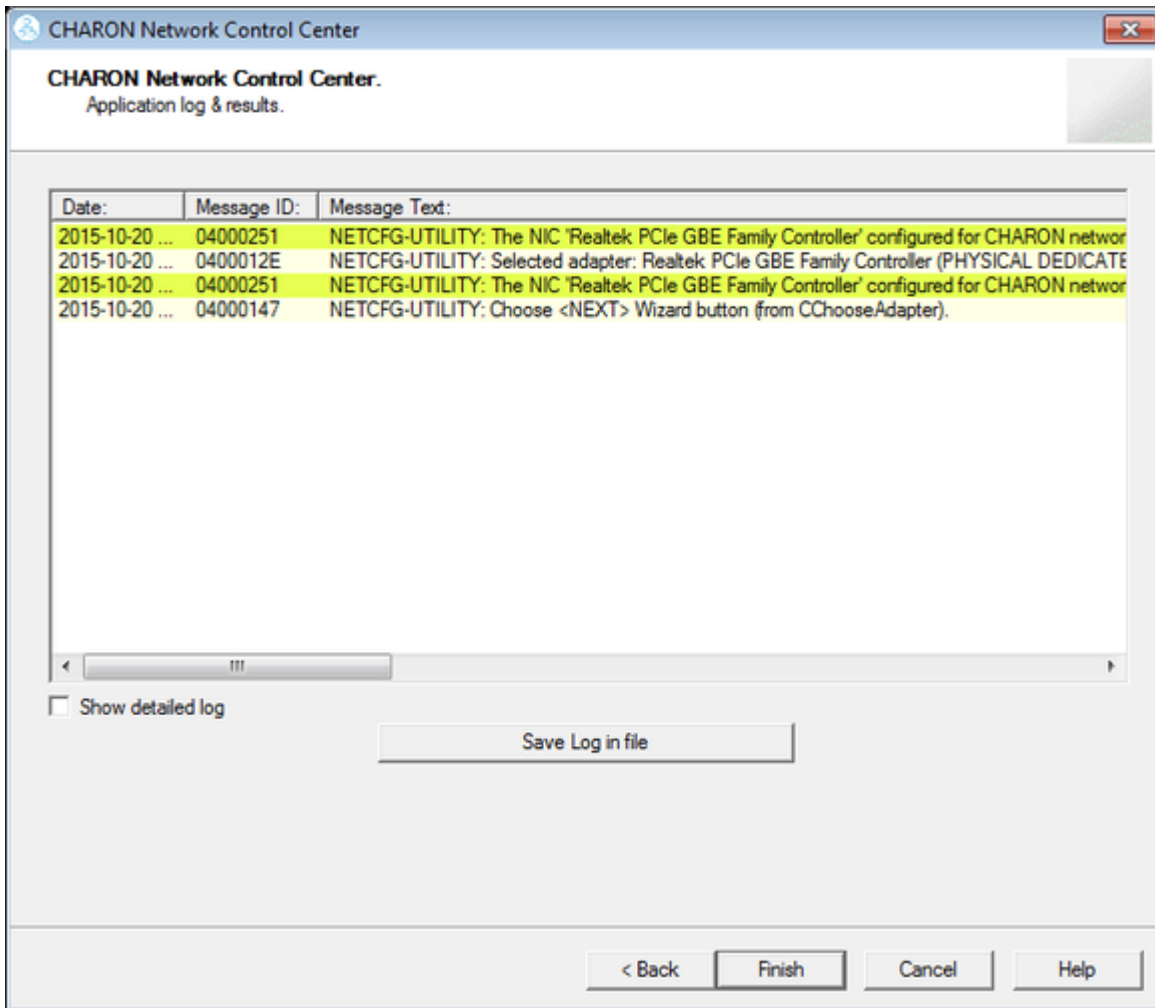 CHARON Network Control Center
CHARON Network Control Center.
Application log & results.
Date: Message ID: Message Text:
2015-10-20 ... 04000251 NETCFG-UTILITY: The NIC 'Realtek PCIe GBE Family Controller' configured for CHARON networ
2015-10-20 ... 0400012E NETCFG-UTILITY: Selected adapter: Realtek PCIe GBE Family Controller (PHYSICAL DEDICATE
2015-10-20 ... 04000251 NETCFG-UTILITY: The NIC 'Realtek PCIe GBE Family Controller' configured for CHARON networ
2015-10-20 ... 04000147 NETCFG-UTILITY: Choose <NEXT> Wizard button (from CChooseAdapter).
Show detailed log
Save Log in file
< Back Finish Cancel Help